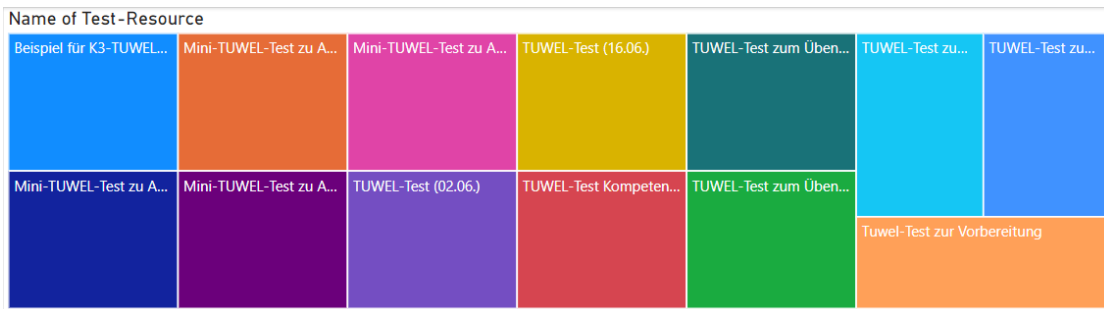 Name of Test-Resource
Beispiel für K3-TUWEL...
Mini-TUWEL-Test zu A...
Mini-TUWEL-Test zu A...
TUWEL-Test (16.06.)
TUWEL-Test zum Üben...
TUWEL-Test zu...
TUWEL-Test zu...
Mini-TUWEL-Test zu A...
Mini-TUWEL-Test zu A...
TUWEL-Test (02.06.)
TUWEL-Test Kompeten...
TUWEL-Test zum Üben...
Tuwel-Test zur Vorbereitung